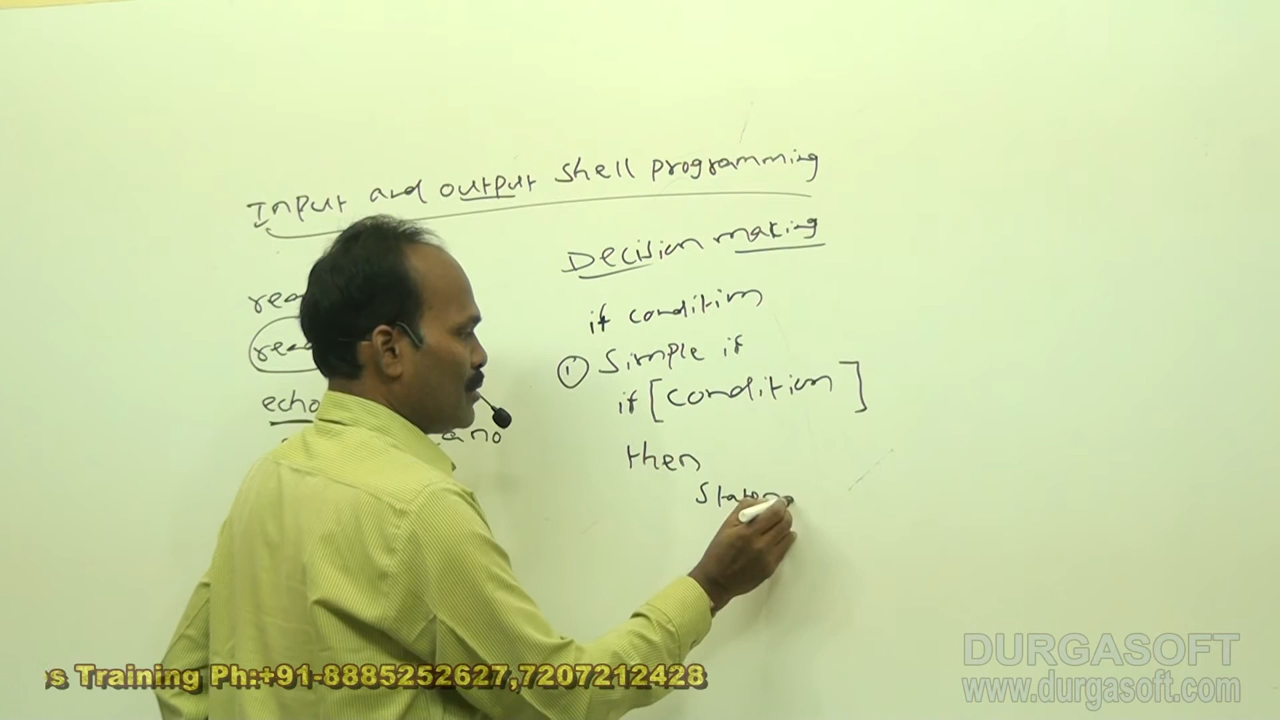 Input and output shell programming
Decision making
if condition
① Simple if
if [condition]
then
echo
s Training Ph:+91-8885252627,7207212428
DURGASOFT
www.durgasoft.com